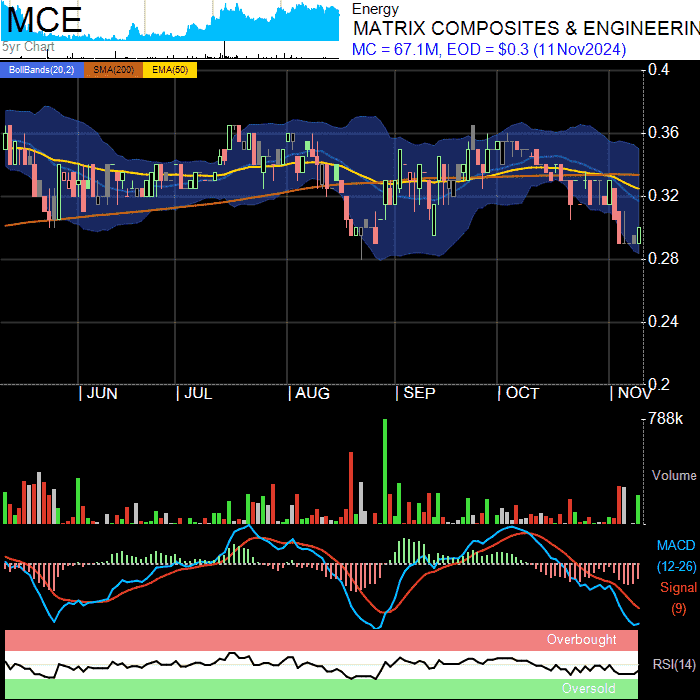 MCE
5yr Chart
Energy
MATRIX COMPOSITES & ENGINEERIN
MC = 67.1M, EOD = $0.3 (11Nov2024)
BollBands(20,2) SMA(200) EMA(50)
0.4
0.36
0.32
0.28
0.24
0.2
JUN JUL AUG SEP OCT NOV
788k
Volume
MACD
(12-26)
Signal
(9)
Overbought
RSI(14)
Oversold